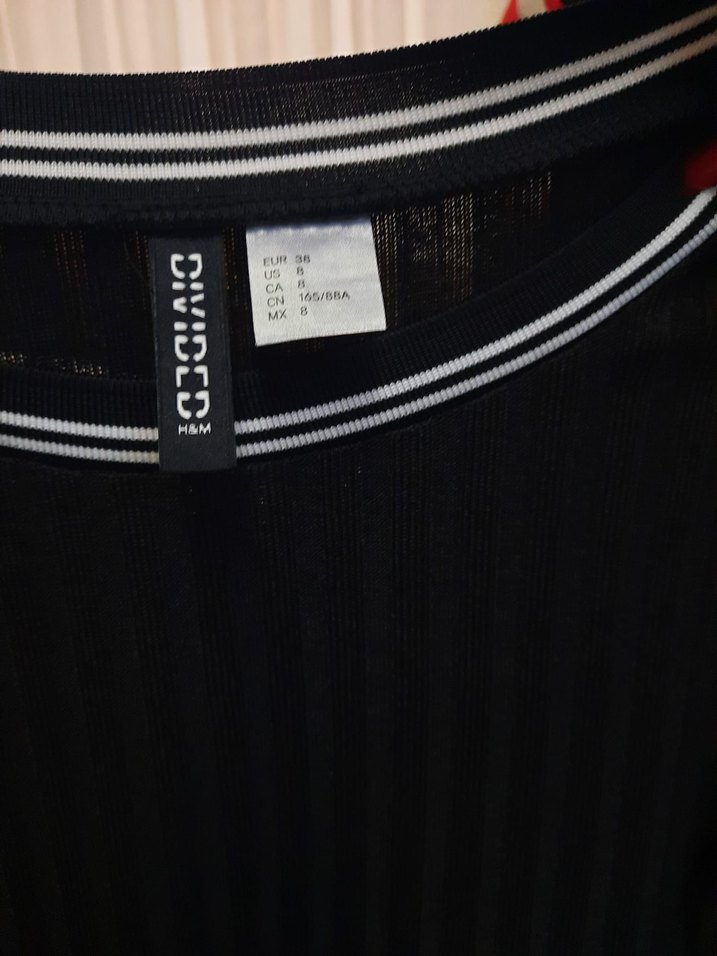 DIVIDED
H&M
EUR 38
US 8
CA 8
CN 165/88A
MX 8